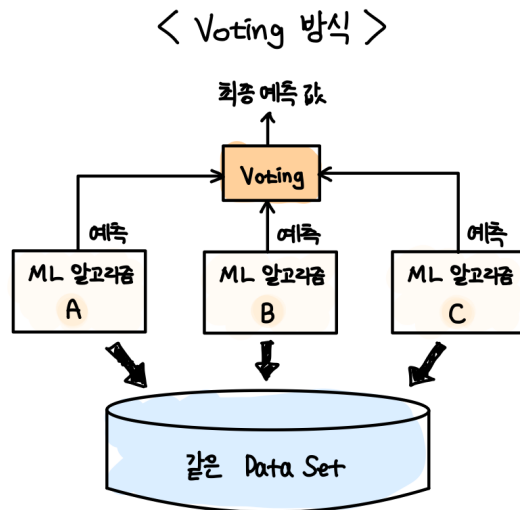 < Voting 방식 >
최종 예측 값
Voting
예측
예측
예측
ML 알고리즘
A
ML 알고리즘
B
ML 알고리즘
C
같은 Data Set